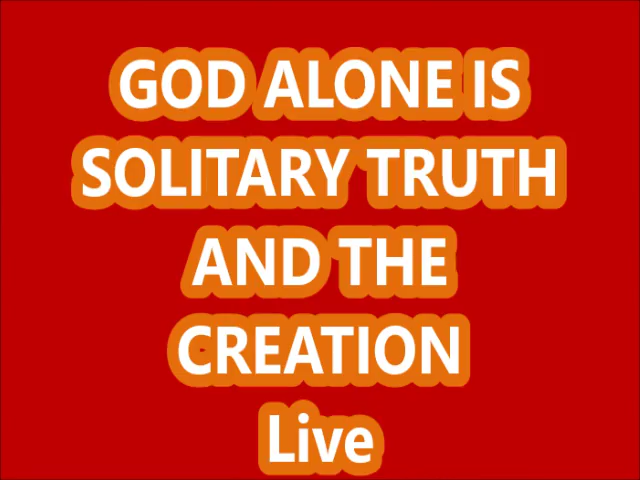 GOD ALONE IS
SOLITARY TRUTH
AND THE
CREATION
Live